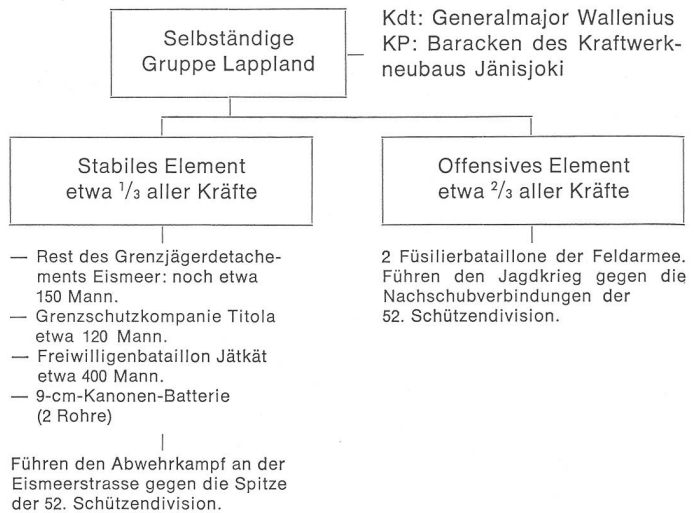 Selbständige
Gruppe Lappland
Kdt: Generalmajor Wallenius
KP: Baracken des Kraftwerk-
neubaus Jänisjoki
Stabiles Element
etwa ¹/₃ aller Kräfte
— Rest des Grenzjägerdetache-
ments Eismeer: noch etwa
150 Mann.
— Grenzschutzkompanie Titola
etwa 120 Mann.
— Freiwilligenbataillon Jätkät
etwa 400 Mann.
— 9-cm-Kanonen-Batterie
(2 Rohre)
Führen den Abwehrkampf an der
Eismeerstrasse gegen die Spitze
der 52. Schützendivision.
Offensives Element
etwa ²/₃ aller Kräfte
2 Füsilierbataillone der Feldarmee.
Führen den Jagdkrieg gegen die
Nachschubverbindungen der
52. Schützendivision.